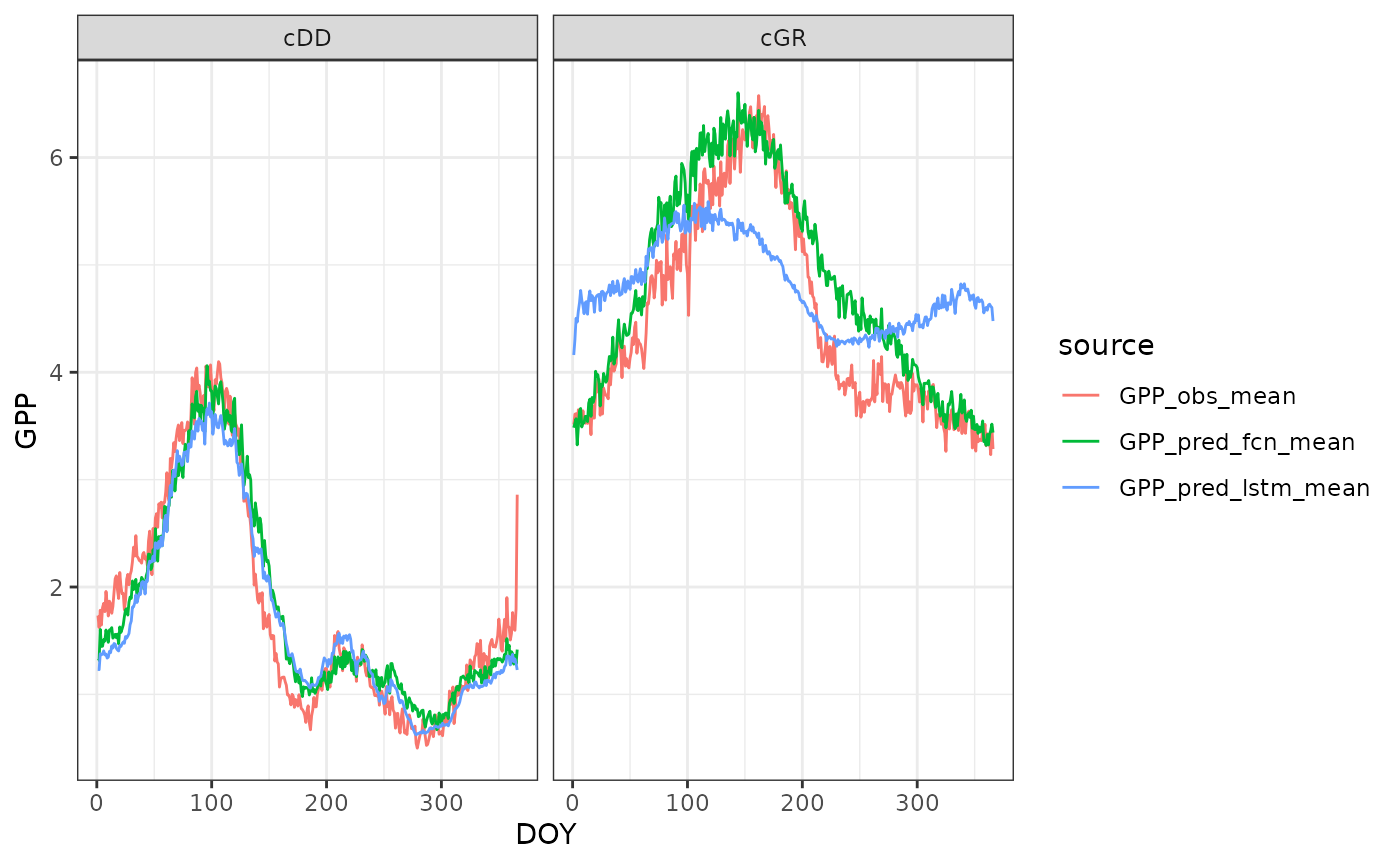 cDD
cGR
GPP
6
4
2
0 100 200 300
0 100 200 300
DOY
source
GPP_obs_mean
GPP_pred_fcn_mean
GPP_pred_lstm_mean